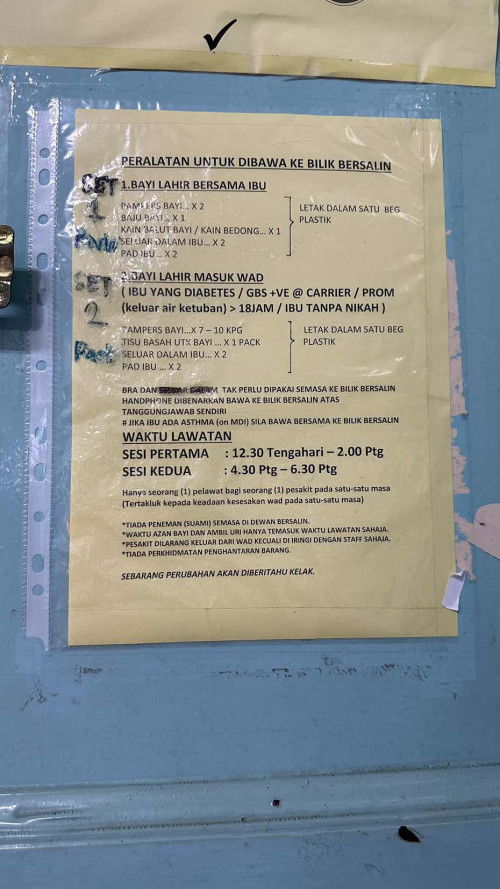 PERALATAN UNTUK DIBAWA KE BILIK BERSALIN
SET 1
1.BAYI LAHIR BERSAMA IBU
PAMPERS BAYI... X 2
BAJU BAYI... X 1
KAIN BALUT BAYI / KAIN BEDONG... X 1
SELUAR DALAM IBU... X 2
PAD IBU... X 2
LETAK DALAM SATU BEG
PLASTIK
SET 2
2.BAYI LAHIR MASUK WAD
( IBU YANG DIABETES / GBS +VE @ CARRIER / PROM
(keluar air ketuban) > 18JAM / IBU TANPA NIKAH )
PAMPERS BAYI...X 7 – 10 KPG
TISU BASAH UTK BAYI ... X 1 PACK
SELUAR DALAM IBU... X 2
PAD IBU ... X 2
LETAK DALAM SATU BEG
PLASTIK
BRA DAN TAK PERLU DIPAKAI SEMASA KE BILIK BERSALIN
HANDPHONE DIBENARKAN BAWA KE BILIK BERSALIN ATAS
TANGGUNGJAWAB SENDIRI
# JIKA IBU ADA ASTHMA (on MDI) SILA BAWA BERSAMA KE BILIK BERSALIN
WAKTU LAWATAN
SESI PERTAMA : 12.30 Tengahari – 2.00 Ptg
SESI KEDUA : 4.30 Ptg – 6.30 Ptg
Hanya seorang (1) pelawat bagi seorang (1) pesakit pada satu-satu masa
(Tertakluk kepada keadaan kesesakan wad pada satu-satu masa)
*TIADA PENEMAN (SUAMI) SEMASA DI DEWAN BERSALIN.
*WAKTU AZAN BAYI DAN AMBIL URI HANYA TEMASUK WAKTU LAWATAN SAHAJA.
*PESAKIT DILARANG KELUAR DARI WAD KECUALI DI IRINGI DENGAN STAFF SAHAJA.
*TIADA PERKHIDMATAN PENGHANTARAN BARANG.
SEBARANG PERUBAHAN AKAN DIBERITAHU KELAK.